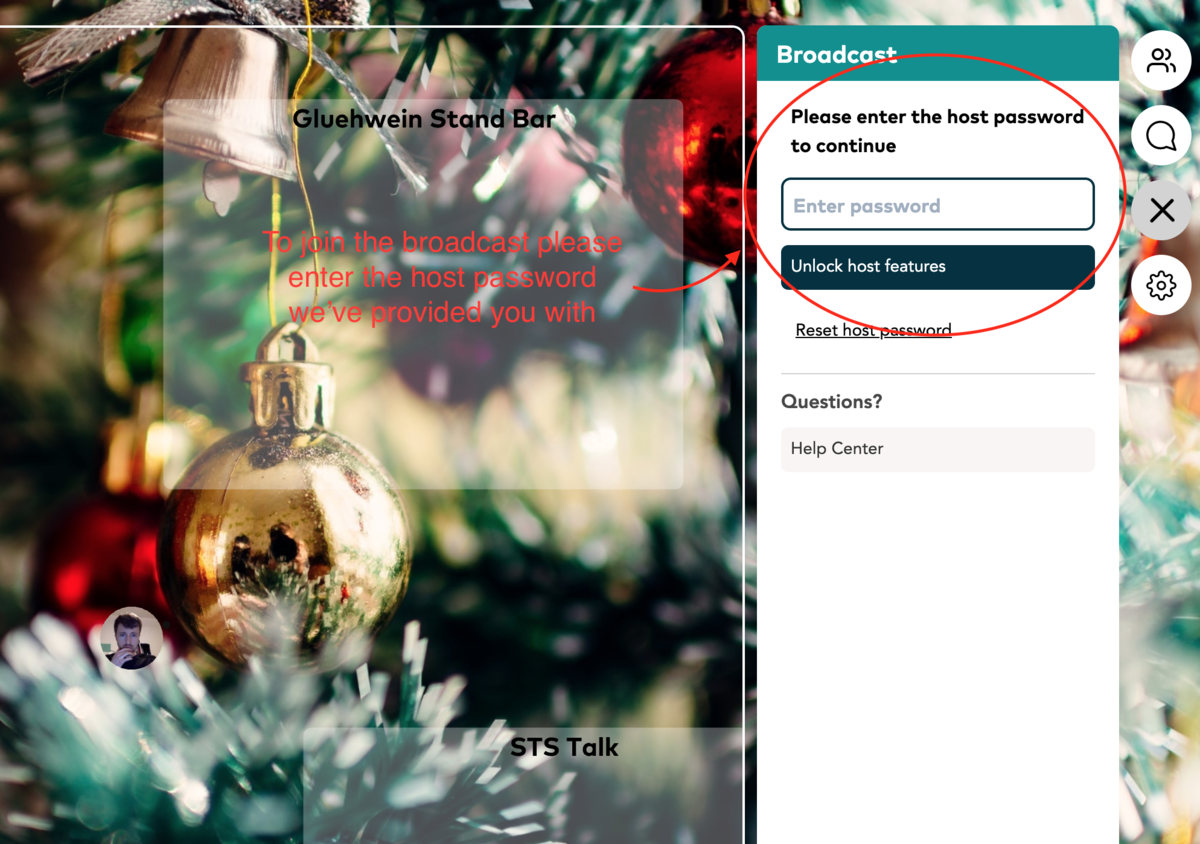 Gluehwein Stand Bar
To join the broadcast please
enter the host password
we've provided you with
STS Talk
Broadcast
Please enter the host password
to continue
Enter password
Unlock host features
Reset host password
Questions?
Help Center